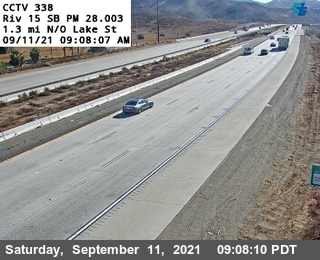 CCTV 338
Riv 15 SB PM 28.003
1.3 mi N/O Lake St
09/11/21 09:08:07 AM
Saturday, September 11, 2021 09:08:10 PDT